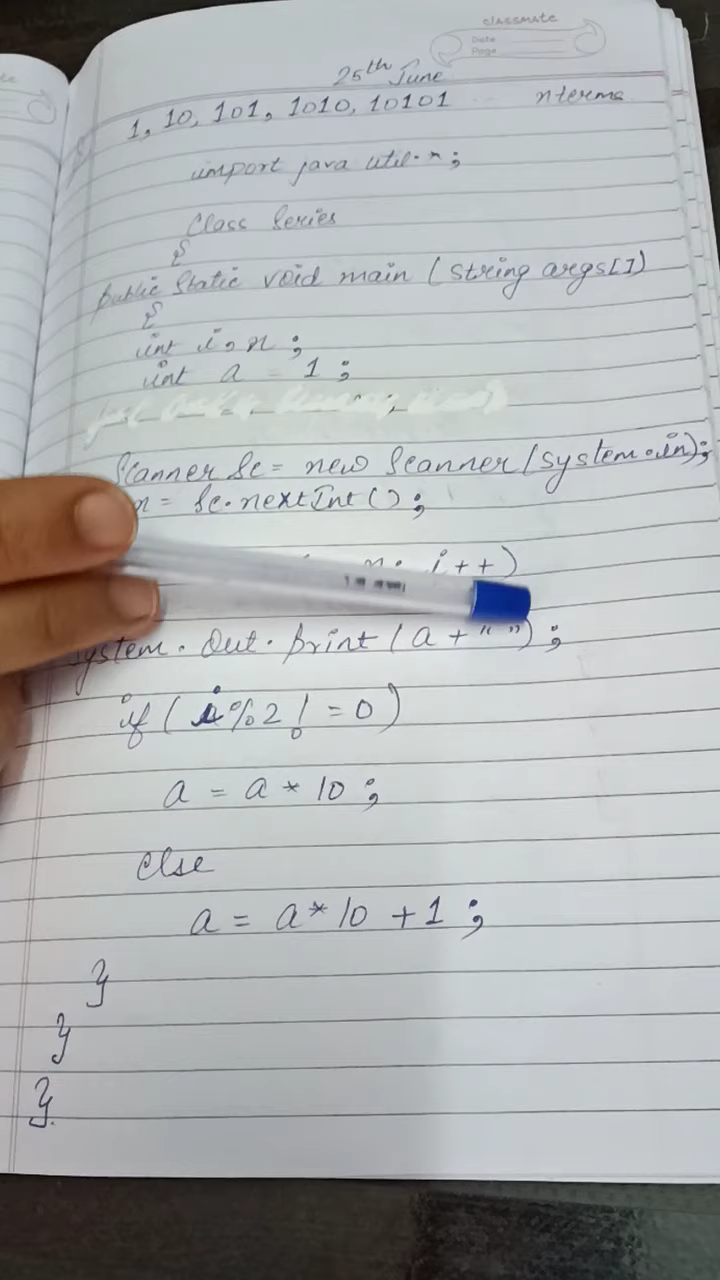 CLASSMATE
Date
Page
25th June
1, 10, 101, 1010, 10101 nterms
import java util.*;
Class Series
{
public Static void main (String args[])
{
int i, n ;
int a = 1 ;
Scanner Sc = new Scanner (System.in);
n = Sc.nextInt();
n; i++)
System. Out. print (a + " ") ;
if ( i%2 ! = 0 )
a = a * 10 ;
else
a = a * 10 + 1 ;
}
}
}.